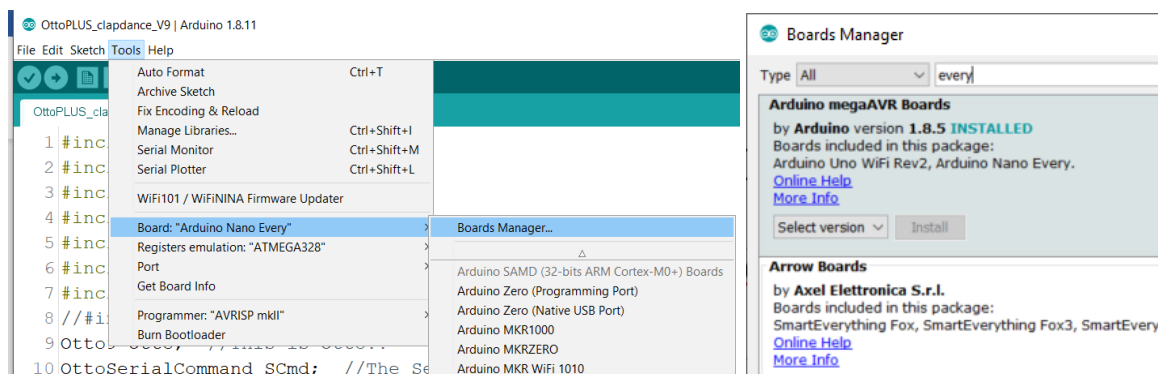 OttoPLUS_clapdance_V9 | Arduino 1.8.11
File Edit Sketch Tools Help
OttoPLUS_cla
Auto Format Ctrl+T
Archive Sketch
Fix Encoding & Reload
Manage Libraries... Ctrl+Shift+I
Serial Monitor Ctrl+Shift+M
Serial Plotter Ctrl+Shift+L
WiFi101 / WiFiNINA Firmware Updater
Board: "Arduino Nano Every"
Registers emulation: "ATMEGA328"
Port
Get Board Info
Programmer: "AVRISP mkII"
Burn Bootloader
1 #inc
2 #inc
3 #inc
4 #inc
5 #inc
6 #inc
7 #inc
8 //#i
9
10 OttoSerialCommand SCmd; //The Se
Boards Manager...
Arduino SAMD (32-bits ARM Cortex-M0+) Boards
Arduino Zero (Programming Port)
Arduino Zero (Native USB Port)
Arduino MKR1000
Arduino MKRZERO
Arduino MKR WiFi 1010
Boards Manager
Type All every
Arduino megaAVR Boards
by Arduino version 1.8.5 INSTALLED
Boards included in this package:
Arduino Uno WiFi Rev2, Arduino Nano Every.
Online Help
More Info
Select version Install
Arrow Boards
by Axel Elettronica S.r.l.
Boards included in this package:
SmartEverything Fox, SmartEverything Fox3, SmartEvery
Online Help
More Info